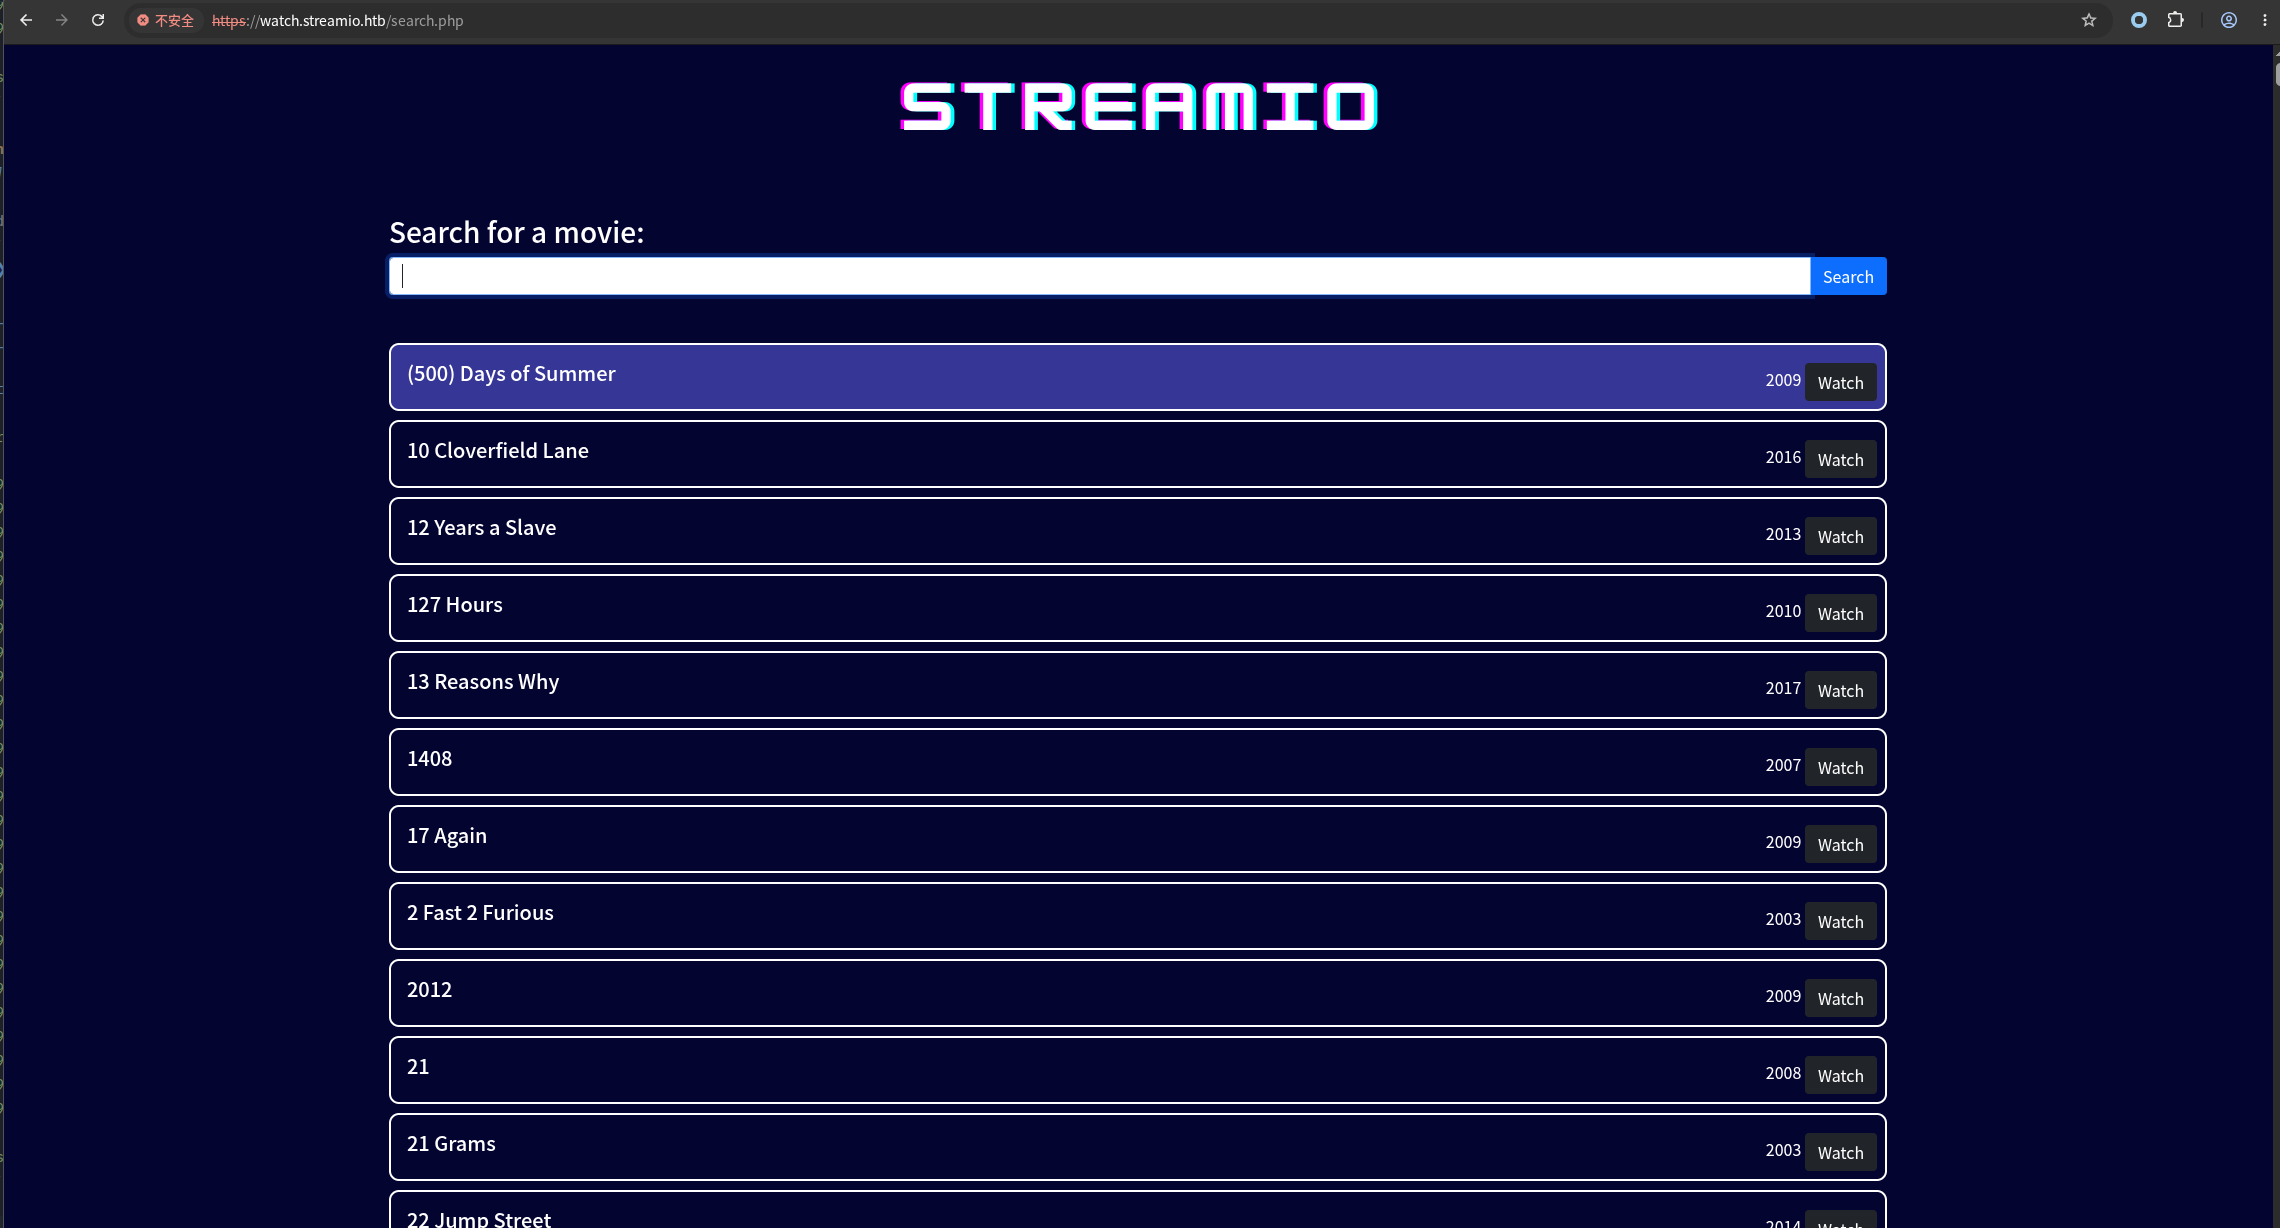 不安全 https://watch.streamio.htb/search.php
STREAMIO
Search for a movie:
Search
(500) Days of Summer 2009 Watch
10 Cloverfield Lane 2016 Watch
12 Years a Slave 2013 Watch
127 Hours 2010 Watch
13 Reasons Why 2017 Watch
1408 2007 Watch
17 Again 2009 Watch
2 Fast 2 Furious 2003 Watch
2012 2009 Watch
21 2008 Watch
21 Grams 2003 Watch
22 Jump Street 2014 Watch